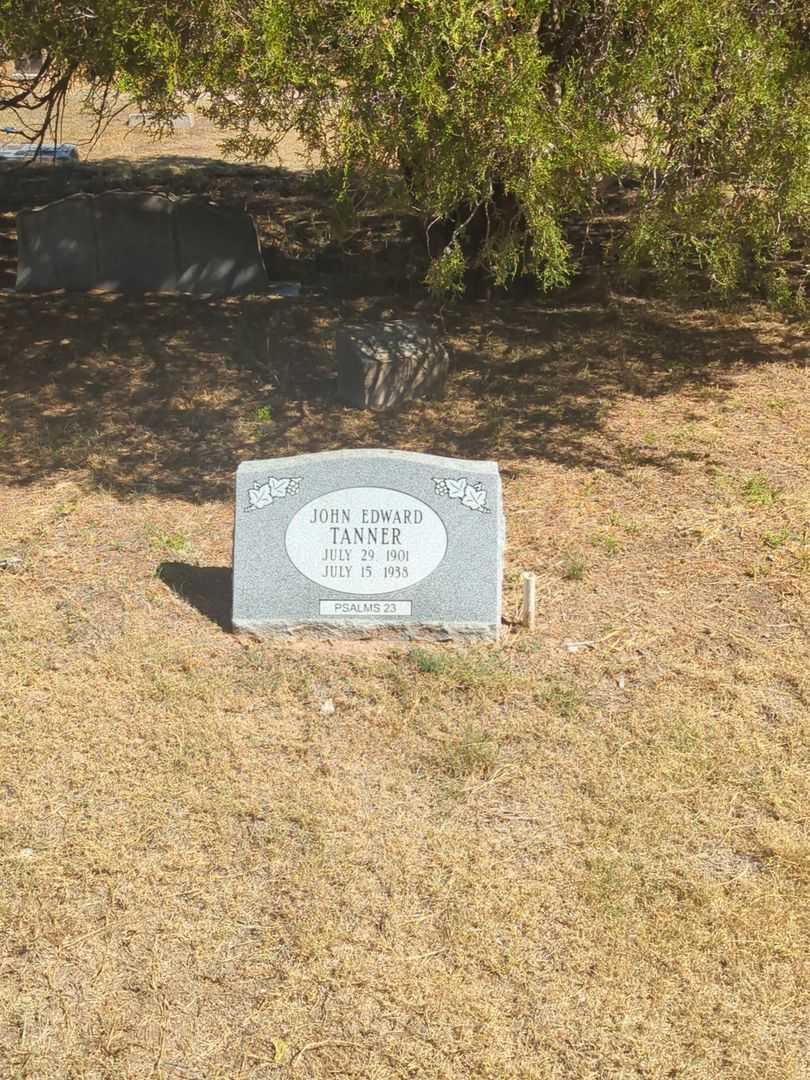 JOHN EDWARD
TANNER
JULY 29 1901
JULY 15 1938
PSALMS 23